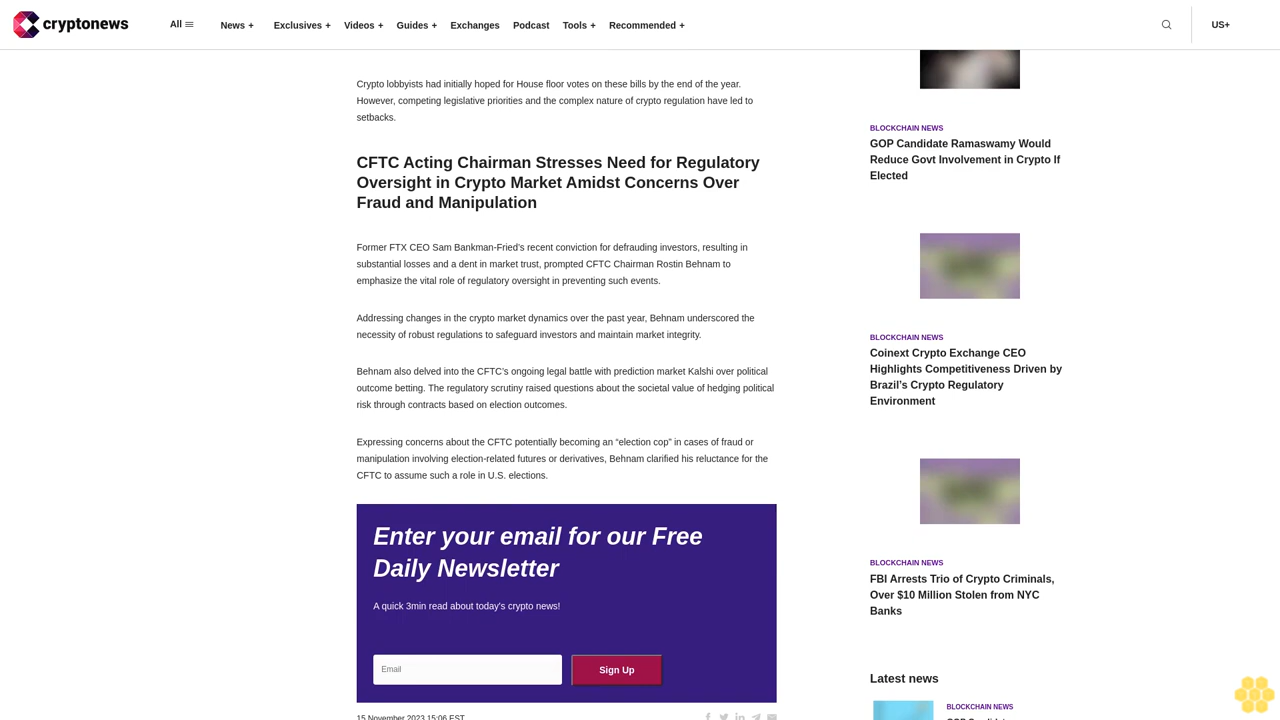 cryptonews
All
News +
Exclusives +
Videos +
Guides +
Exchanges
Podcast
Tools +
Recommended +
US+
Crypto lobbyists had initially hoped for House floor votes on these bills by the end of the year.
However, competing legislative priorities and the complex nature of crypto regulation have led to
setbacks.
CFTC Acting Chairman Stresses Need for Regulatory
Oversight in Crypto Market Amidst Concerns Over
Fraud and Manipulation
Former FTX CEO Sam Bankman-Fried’s recent conviction for defrauding investors, resulting in
substantial losses and a dent in market trust, prompted CFTC Chairman Rostin Behnam to
emphasize the vital role of regulatory oversight in preventing such events.
Addressing changes in the crypto market dynamics over the past year, Behnam underscored the
necessity of robust regulations to safeguard investors and maintain market integrity.
Behnam also delved into the CFTC’s ongoing legal battle with prediction market Kalshi over political
outcome betting. The regulatory scrutiny raised questions about the societal value of hedging political
risk through contracts based on election outcomes.
Expressing concerns about the CFTC potentially becoming an “election cop” in cases of fraud or
manipulation involving election-related futures or derivatives, Behnam clarified his reluctance for the
CFTC to assume such a role in U.S. elections.
Enter your email for our Free
Daily Newsletter
A quick 3min read about today's crypto news!
Email
Sign Up
15 November 2023 15:06 EST
BLOCKCHAIN NEWS
GOP Candidate Ramaswamy Would
Reduce Govt Involvement in Crypto If
Elected
BLOCKCHAIN NEWS
Coinext Crypto Exchange CEO
Highlights Competitiveness Driven by
Brazil’s Crypto Regulatory
Environment
BLOCKCHAIN NEWS
FBI Arrests Trio of Crypto Criminals,
Over $10 Million Stolen from NYC
Banks
Latest news
BLOCKCHAIN NEWS
GOP Candidate